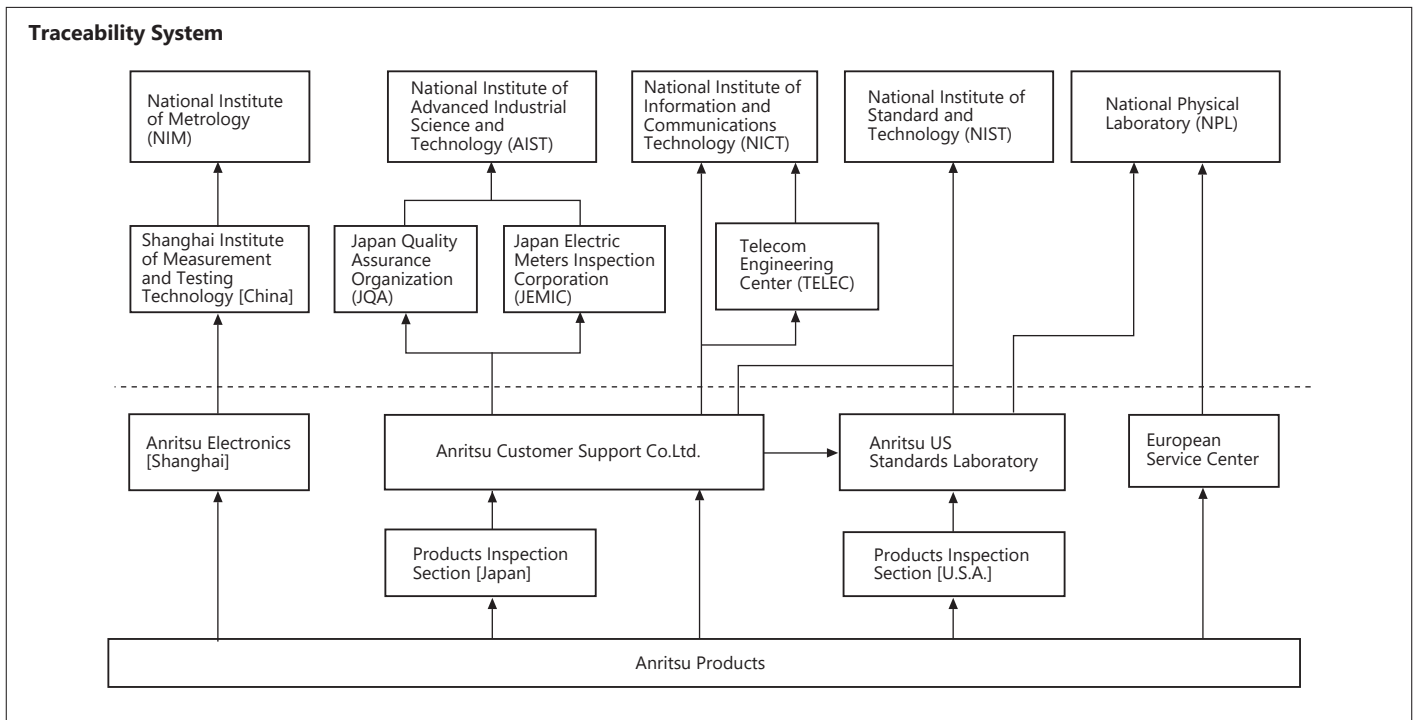 Traceability System
National Institute
of Metrology
(NIM)
National Institute of
Advanced Industrial
Science and
Technology (AIST)
National Institute of
Information and
Communications
Technology (NICT)
National Institute of
Standard and
Technology (NIST)
National Physical
Laboratory (NPL)
Shanghai Institute
of Measurement
and Testing
Technology [China]
Japan Quality
Assurance
Organization
(JQA)
Japan Electric
Meters Inspection
Corporation
(JEMIC)
Telecom
Engineering
Center (TELEC)
Anritsu Electronics
[Shanghai]
Anritsu Customer Support Co.Ltd.
Anritsu US
Standards Laboratory
European
Service Center
Products Inspection
Section [Japan]
Products Inspection
Section [U.S.A.]
Anritsu Products